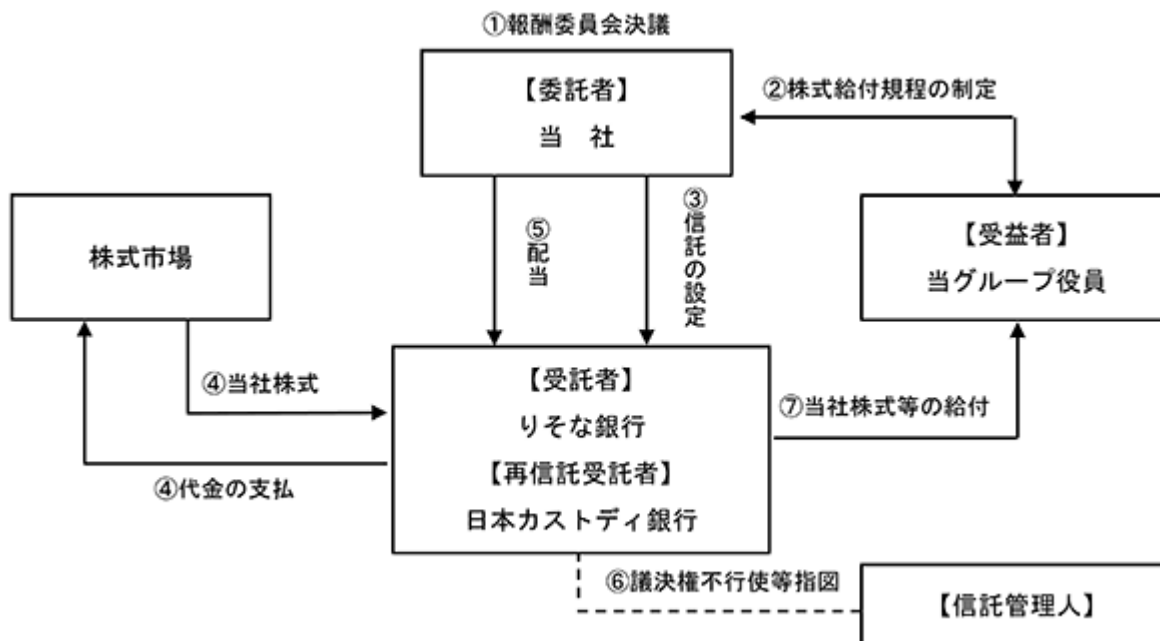 ①報酬委員会決議
【委託者】
当　社
②株式給付規程の制定
株式市場
⑤配当
③信託の設定
【受益者】
当グループ役員
④当社株式
④代金の支払
【受託者】
りそな銀行
【再信託受託者】
日本カストディ銀行
⑦当社株式等の給付
⑥議決権不行使等指図
【信託管理人】